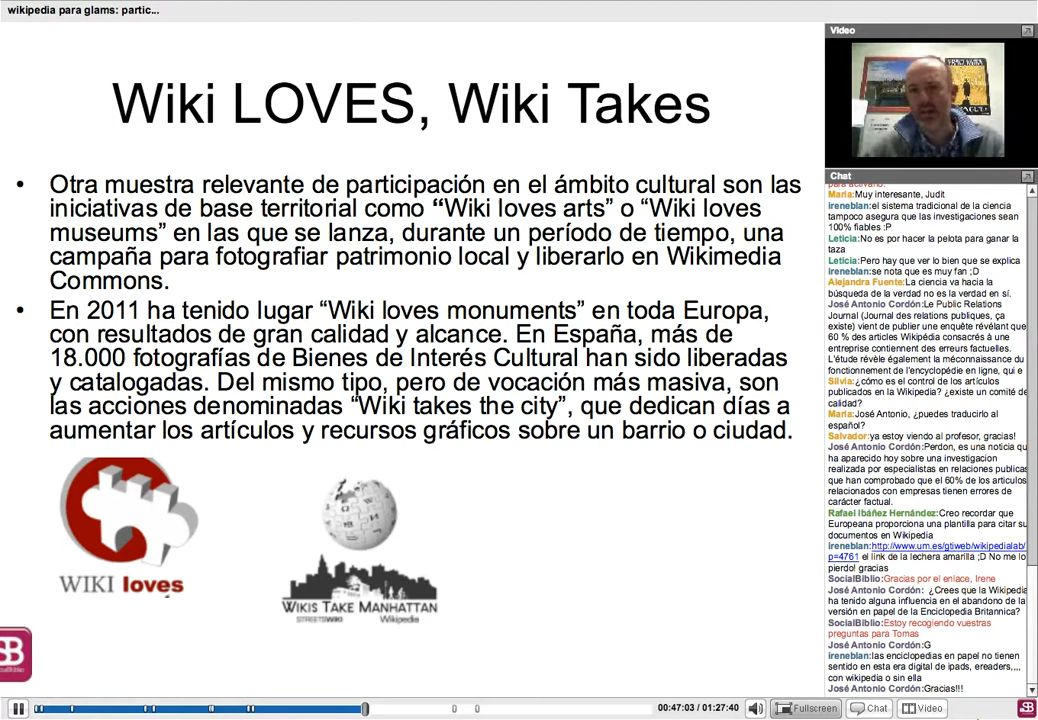 wikipedia para glams: partic...
Wiki LOVES, Wiki Takes
• Otra muestra relevante de participación en el ámbito cultural son las
iniciativas de base territorial como “Wiki loves arts” o “Wiki loves
museums” en las que se lanza, durante un período de tiempo, una
campaña para fotografiar patrimonio local y liberarlo en Wikimedia
Commons.
• En 2011 ha tenido lugar “Wiki loves monuments” en toda Europa,
con resultados de gran calidad y alcance. En España, más de
18.000 fotografías de Bienes de Interés Cultural han sido liberadas
y catalogadas. Del mismo tipo, pero de vocación más masiva, son
las acciones denominadas “Wiki takes the city”, que dedican días a
aumentar los artículos y recursos gráficos sobre un barrio o ciudad.
WIKI loves
WIKIS TAKE MANHATTAN
STREETSWIKI Wikipedia
SB
Video
Chat
para activarlo.
Maria:Muy interesante, Judit
ireneblan:el sistema tradicional de la ciencia
tampoco asegura que las investigaciones sean
100% fiables :P
Leticia:No es por hacer la pelota para ganar la
taza
Leticia:Pero hay que ver lo bien que se explica
ireneblan:se nota que es muy fan ;D
Alejandra Fuente:La ciencia va hacia la
búsqueda de la verdad no es la verdad en sí.
José Antonio Cordón:Le Public Relations
Journal (Journal des relations publiques, ça
existe) vient de publier une enquête révélant que
60 % des articles Wikipédia consacrés à une
entreprise contiennent des erreurs factuelles.
L'étude révèle également la méconnaissance du
fonctionnement de l'encyclopédie en ligne, qui e
Silvia:¿cómo es el control de los artículos
publicados en la Wikipedia? ¿existe un comité de
calidad?
Maria:José Antonio, ¿puedes traducirlo al
español?
Salvador:ya estoy viendo al profesor, gracias!
José Antonio Cordón:Perdon, es una noticia qu
ha aparecido hoy sobre una investigacion
realizada por especialistas en relaciones publicas
que han comprobado que el 60% de los articulos
relacionados con empresas tienen errores de
carácter factual.
Rafael Ibáñez Hernández:Creo recordar que
Europeana proporciona una plantilla para citar su
documentos en Wikipedia
ireneblan:http://www.um.es/gtiweb/wikipedialab/
p=4761 el link de la lechera amarilla ;D No me lo
pierdo! gracias
SocialBiblio:Gracias por el enlace, Irene
José Antonio Cordón: ¿Crees que la Wikipedia
ha tenido alguna influencia en el abandono de la
versión en papel de la Enciclopedia Britannica?
SocialBiblio:Estoy recogiendo vuestras
preguntas para Tomas
José Antonio Cordón:G
ireneblan:las enciclopedias en papel no tienen
sentido en esta era digital de ipads, ereaders,,,,
con wikipedia o sin ella
José Antonio Cordón:Gracias!!!
00:47:03 / 01:27:40
Fullscreen
Chat
Video
SB